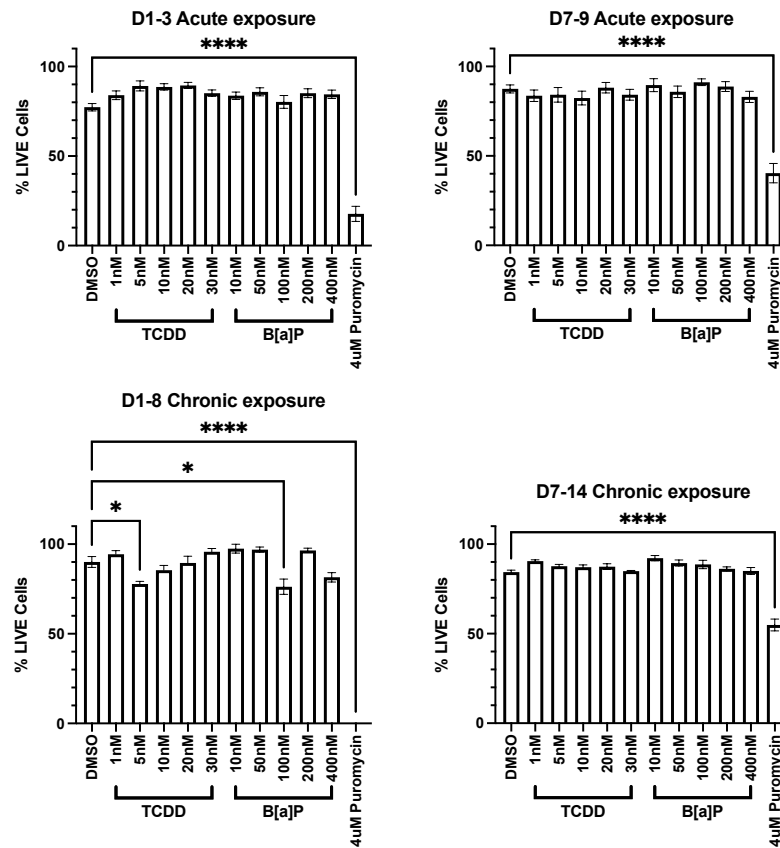 D1-3 Acute exposure
****
% LIVE Cells
100
50
0
DMSO
1nM
5nM
10nM
20nM
30nM
10nM
50nM
100nM
200nM
400nM
4uM Puromycin
TCDD
B[a]P
D7-9 Acute exposure
****
% LIVE Cells
100
50
0
DMSO
1nM
5nM
10nM
20nM
30nM
10nM
50nM
100nM
200nM
400nM
4uM Puromycin
TCDD
B[a]P
D1-8 Chronic exposure
****
*
*
% LIVE Cells
100
50
0
DMSO
1nM
5nM
10nM
20nM
30nM
10nM
50nM
100nM
200nM
400nM
4uM Puromycin
TCDD
B[a]P
D7-14 Chronic exposure
****
% LIVE Cells
100
50
0
DMSO
1nM
5nM
10nM
20nM
30nM
10nM
50nM
100nM
200nM
400nM
4uM Puromycin
TCDD
B[a]P